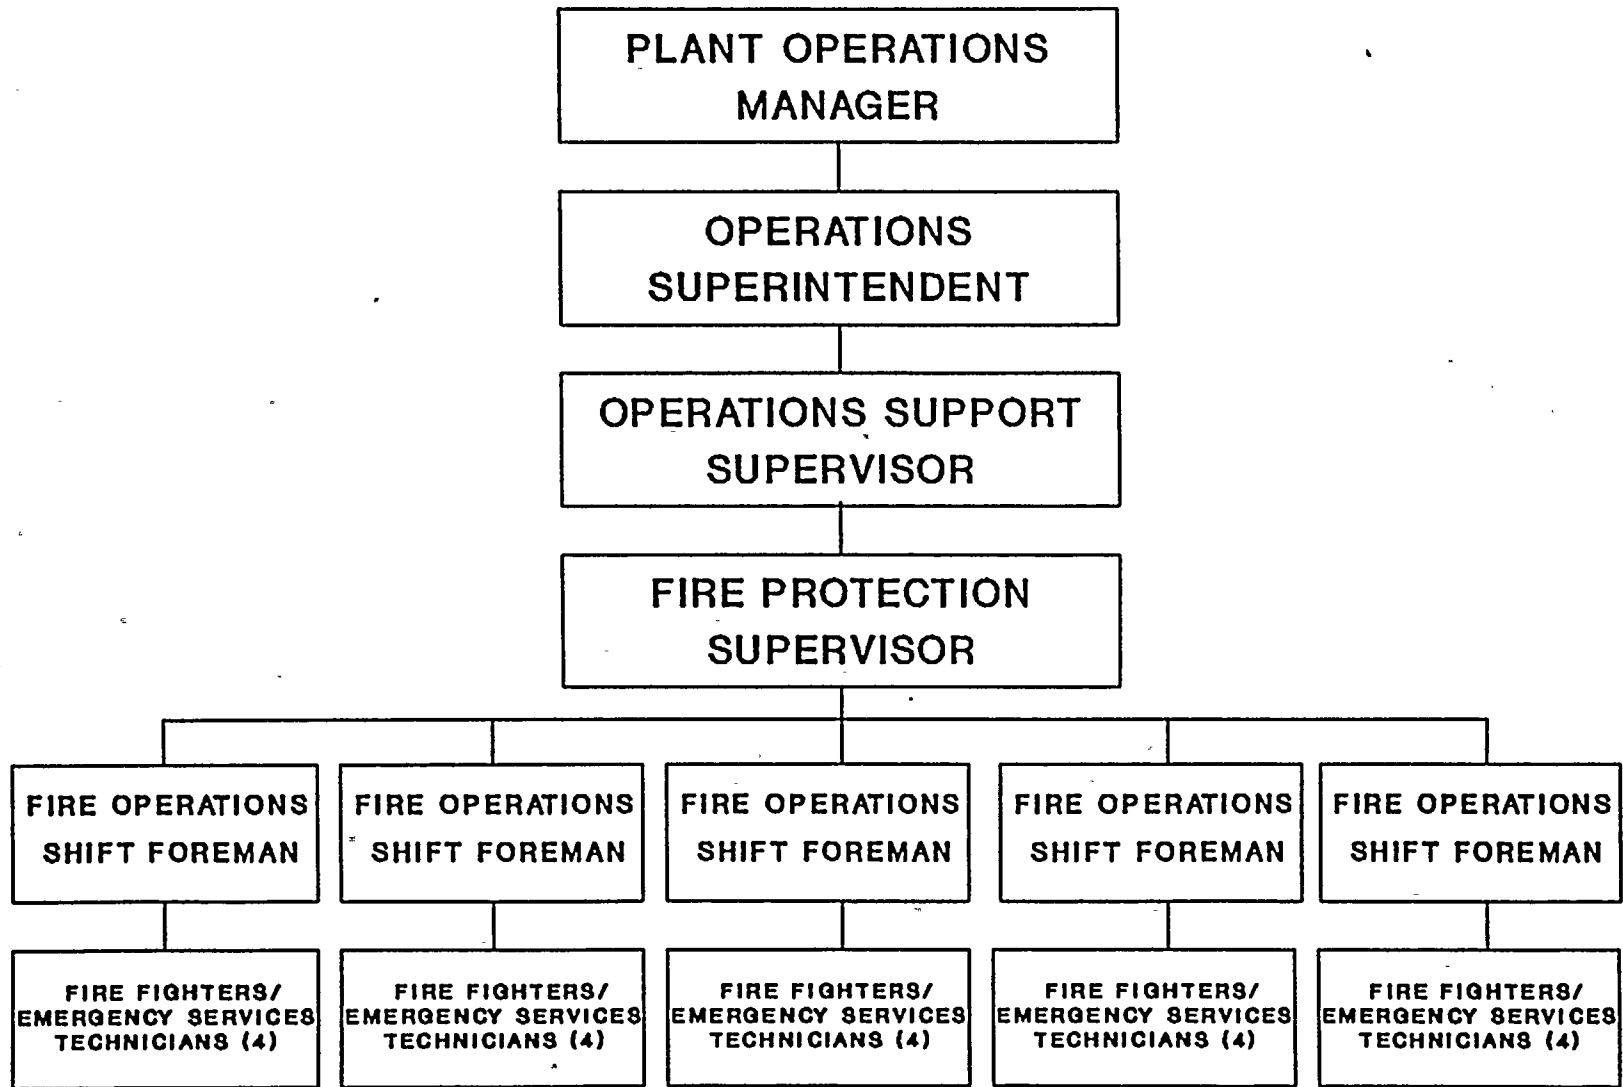 PLANT OPERATIONS
MANAGER
OPERATIONS
SUPERINTENDENT
OPERATIONS SUPPORT
SUPERVISOR
FIRE PROTECTION
SUPERVISOR
FIRE OPERATIONS
SHIFT FOREMAN
FIRE OPERATIONS
SHIFT FOREMAN
FIRE OPERATIONS
SHIFT FOREMAN
FIRE OPERATIONS
SHIFT FOREMAN
FIRE OPERATIONS
SHIFT FOREMAN
FIRE FIGHTERS/
EMERGENCY SERVICES
TECHNICIANS (4)
FIRE FIGHTERS/
EMERGENCY SERVICES
TECHNICIANS (4)
FIRE FIGHTERS/
EMERGENCY SERVICES
TECHNICIANS (4)
FIRE FIGHTERS/
EMERGENCY SERVICES
TECHNICIANS (4)
FIRE FIGHTERS/
EMERGENCY SERVICES
TECHNICIANS (4)